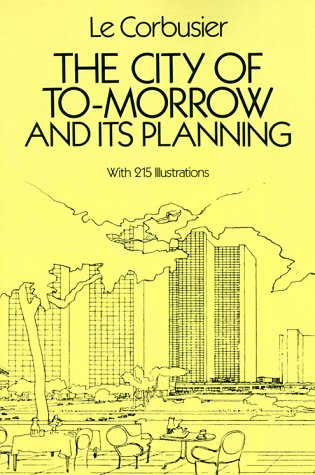 Le Corbusier
THE CITY OF
TO-MORROW
AND ITS PLANNING
With 215 Illustrations